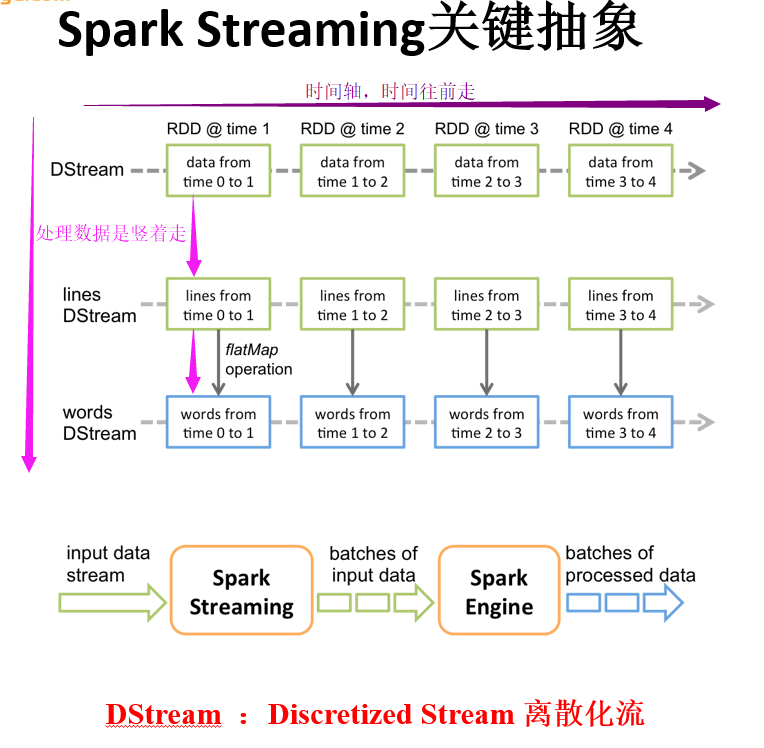 Spark Streaming关键抽象
时间轴，时间往前走
RDD @ time 1 RDD @ time 2 RDD @ time 3 RDD @ time 4
DStream
data from time 0 to 1
data from time 1 to 2
data from time 2 to 3
data from time 3 to 4
处理数据是竖着走
lines DStream
lines from time 0 to 1
lines from time 1 to 2
lines from time 2 to 3
lines from time 3 to 4
flatMap operation
words DStream
words from time 0 to 1
words from time 1 to 2
words from time 2 to 3
words from time 3 to 4
input data stream
Spark Streaming
batches of input data
Spark Engine
batches of processed data
DStream ：Discretized Stream 离散化流